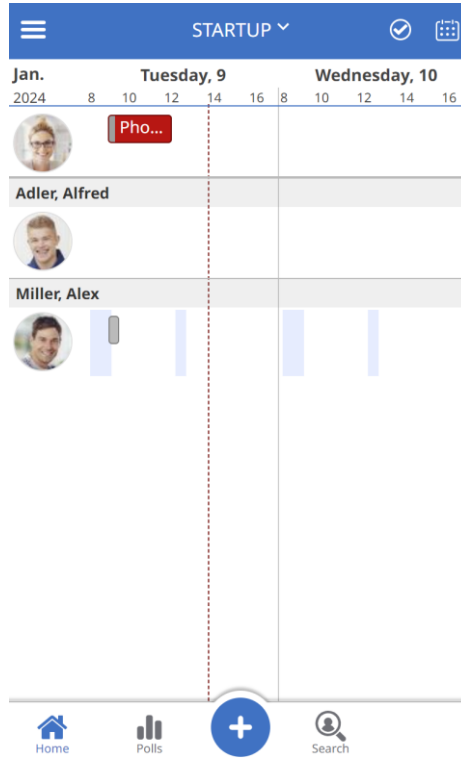 STARTUP
Jan. Tuesday, 9 Wednesday, 10
2024 8 10 12 14 16 8 10 12 14 16
Pho...
Adler, Alfred
Miller, Alex
Home Polls Search